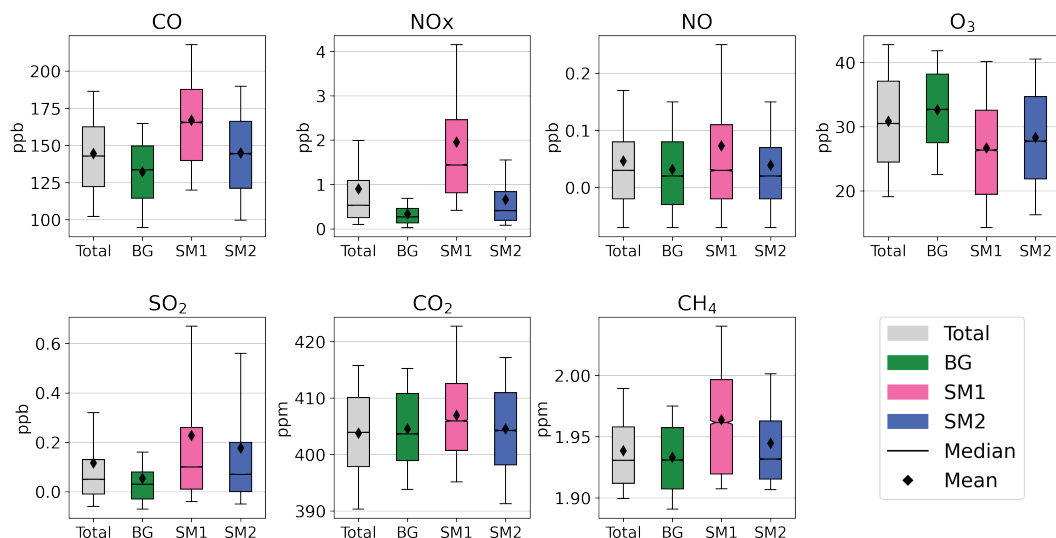 CO
NOx
NO
O₃
ppb
200
175
150
125
100
Total BG SM1 SM2
ppb
4
3
2
1
0
Total BG SM1 SM2
ppb
0.2
0.1
0.0
Total BG SM1 SM2
ppb
40
30
20
Total BG SM1 SM2
SO₂
CO₂
CH₄
ppb
0.6
0.4
0.2
0.0
Total BG SM1 SM2
ppm
420
410
400
390
Total BG SM1 SM2
ppm
2.00
1.95
1.90
Total BG SM1 SM2
Total
BG
SM1
SM2
Median
Mean